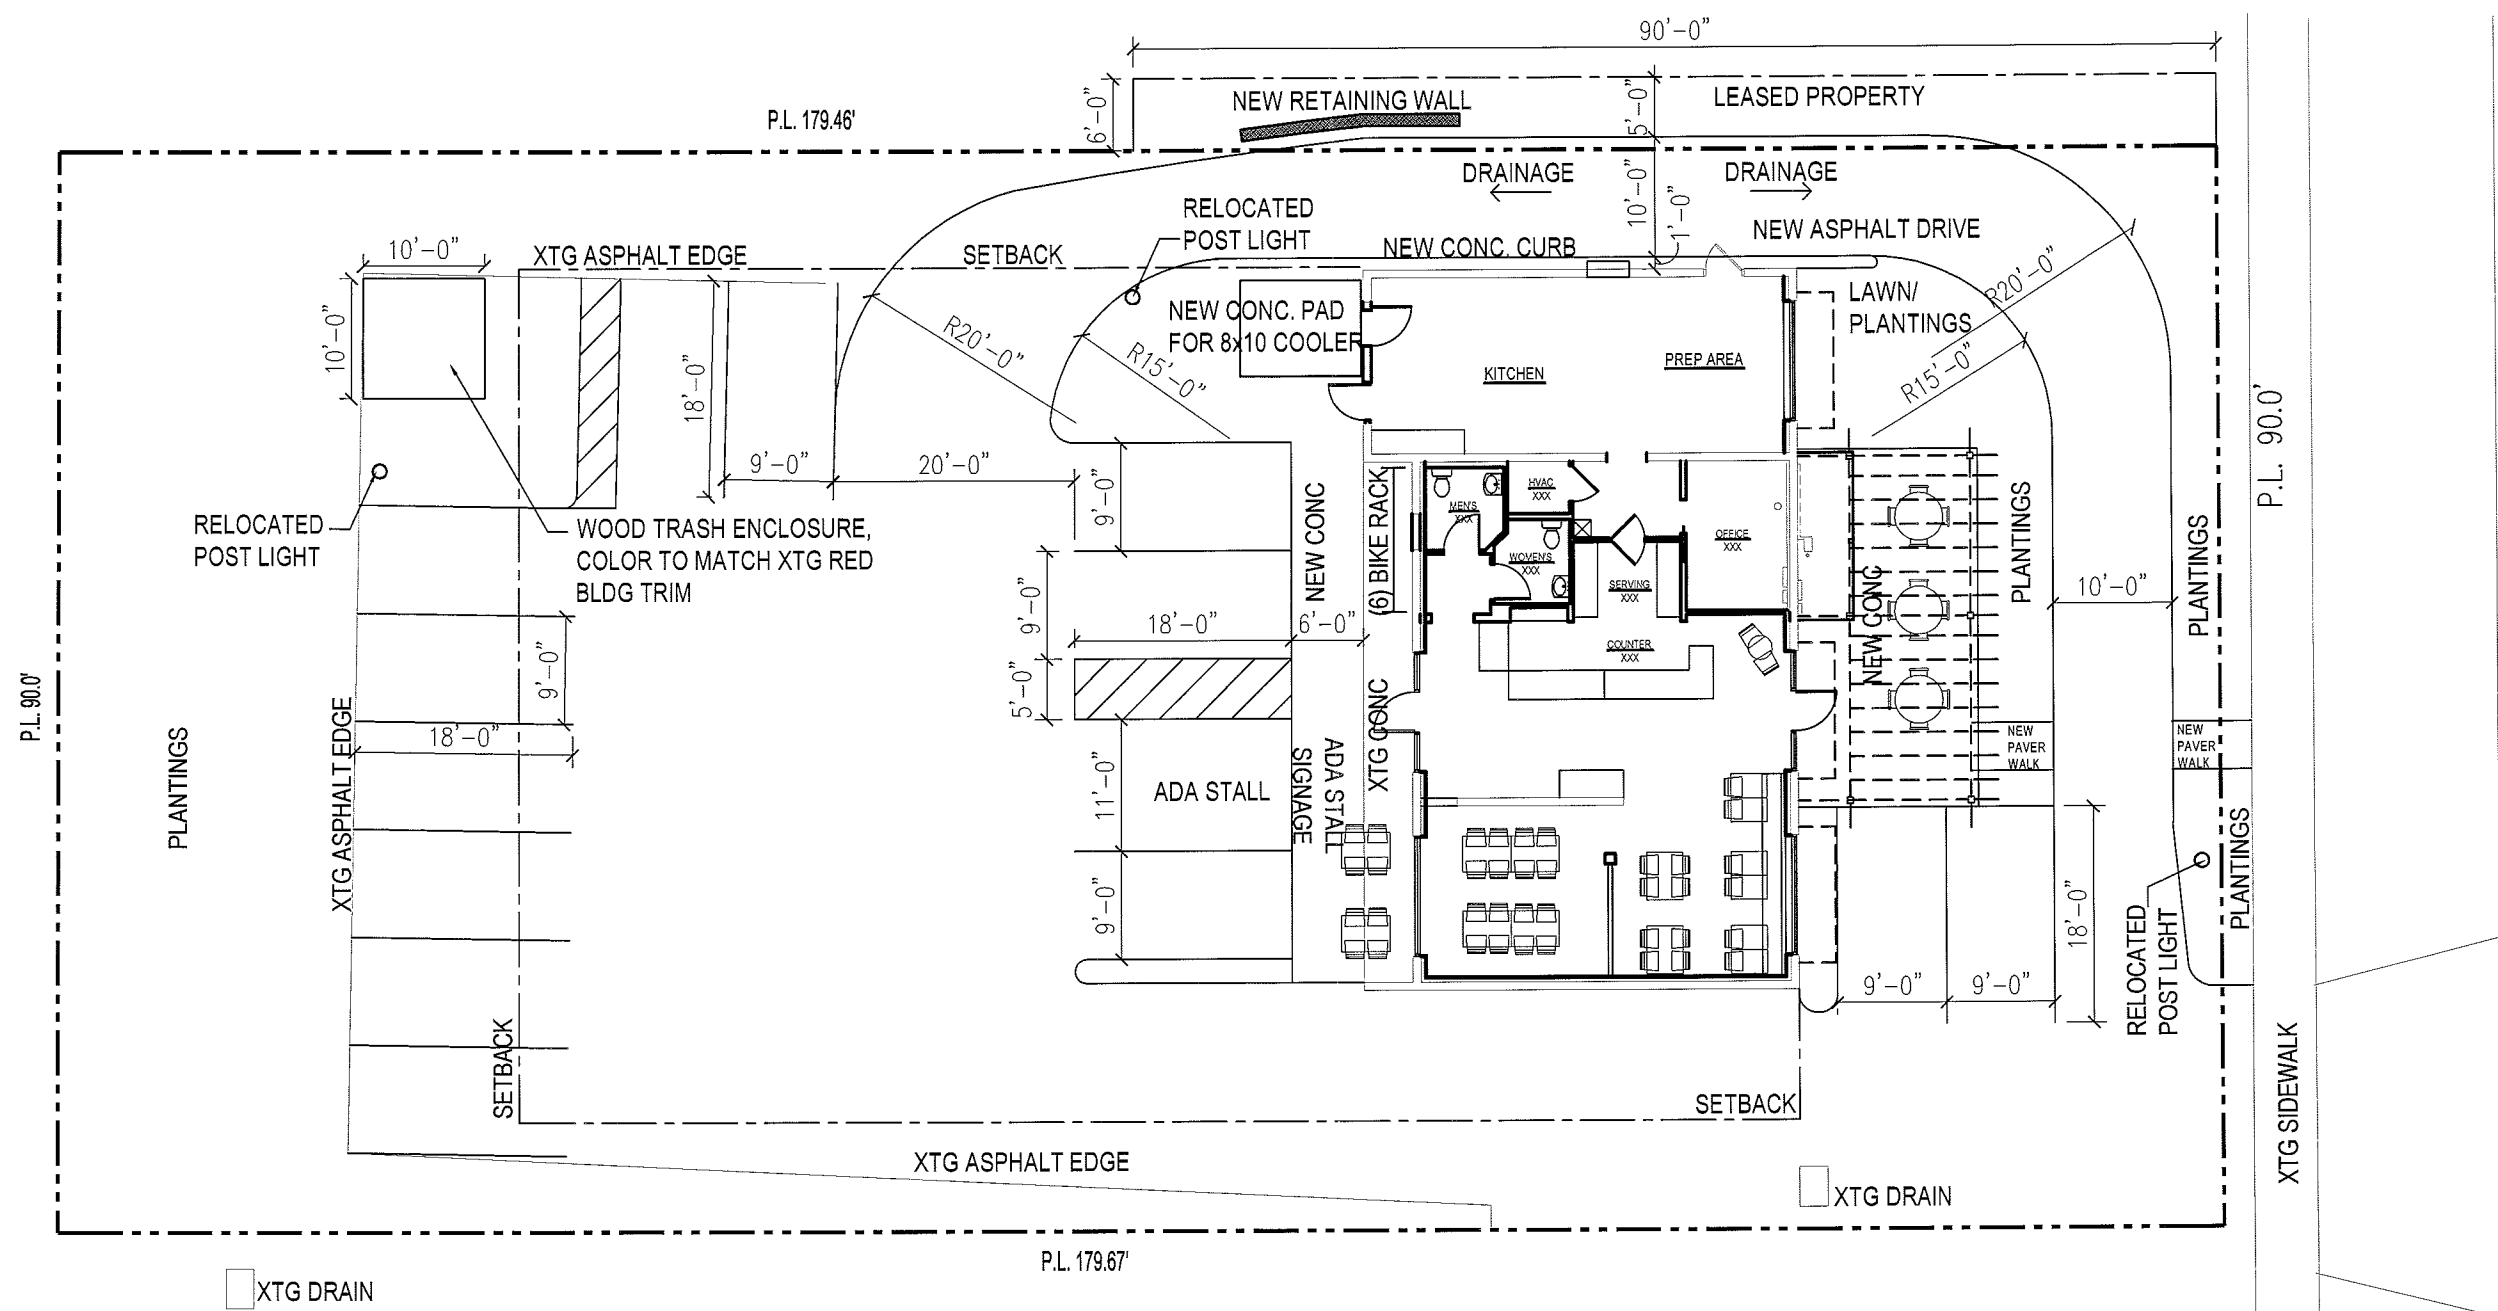 90'-0"
6'-0"
NEW RETAINING WALL
5'-0"
LEASED PROPERTY
P.L. 179.46'
DRAINAGE
DRAINAGE
10'-0"
1'-0"
RELOCATED
POST LIGHT
NEW ASPHALT DRIVE
10'-0"
XTG ASPHALT EDGE
SETBACK
NEW CONC. CURB
10'-0"
18'-0"
R20'-0"
NEW CONC. PAD
FOR 8x10 COOLER
R15'-0"
KITCHEN
PREP AREA
LAWN/
PLANTINGS
R20'-0"
R15'-0"
P.L. 90.0'
9'-0"
20'-0"
9'-0"
NEW CONC
(6) BIKE RACK
MEN'S
XXX
HVAC
XXX
WOVEN'S
XXX
OFFICE
XXX
SERVING
XXX
COUNTER
XXX
NEW CONC
PLANTINGS
10'-0"
PLANTINGS
RELOCATED
POST LIGHT
WOOD TRASH ENCLOSURE,
COLOR TO MATCH XTG RED
BLDG TRIM
9'-0"
18'-0"
6'-0"
5'-0"
9'-0"
18'-0"
P.L. 90.0'
PLANTINGS
XTG ASPHALT EDGE
11'-0"
ADA STALL
ADA STALL
SIGNAGE
XTG CONC
NEW
PAVER
WALK
NEW
PAVER
WALK
9'-0"
9'-0"
9'-0"
18'-0"
RELOCATED
POST LIGHT
PLANTINGS
SETBACK
SETBACK
XTG SIDEWALK
XTG ASPHALT EDGE
XTG DRAIN
P.L. 179.67'
XTG DRAIN